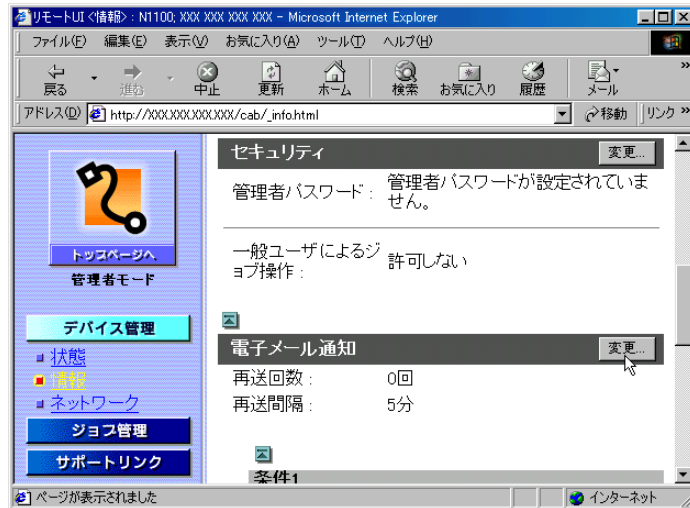 リモートUI <情報> : N1100; XXX XXX XXX XXX - Microsoft Internet Explorer
ファイル(F) 編集(E) 表示(V) お気に入り(A) ツール(T) ヘルプ(H)
戻る 進む 中止 更新 ホーム 検索 お気に入り 履歴 メール
アドレス(D) http://XXX.XXX.XXX.XXX/cab/_info.html 移動 リンク
トップページへ
管理者モード
デバイス管理
状態
情報
ネットワーク
ジョブ管理
サポートリンク
セキュリティ 変更...
管理者パスワード : 管理者パスワードが設定されていま
せん。
一般ユーザによるジ
ョブ操作 : 許可しない
電子メール通知 変更...
再送回数 : 0回
再送間隔 : 5分
条件1
ページが表示されました インターネット